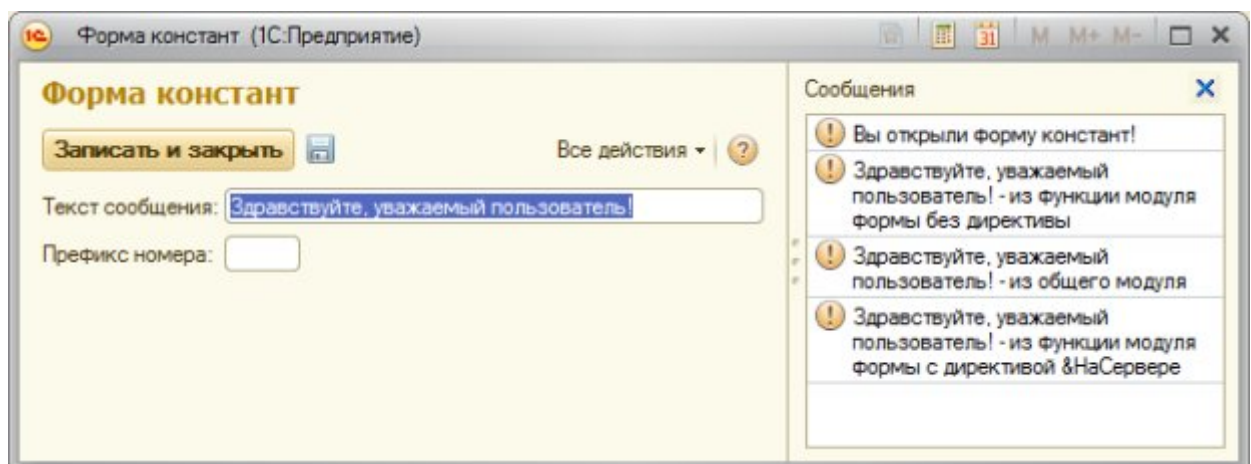 1С Форма констант (1С:Предприятие) 31 M M+ M-
Форма констант
Записать и закрыть Все действия ?
Текст сообщения: Здравствуйте, уважаемый пользователь!
Префикс номера:
Сообщения
! Вы открыли форму констант!
! Здравствуйте, уважаемый
пользователь! - из функции модуля
формы без директивы
! Здравствуйте, уважаемый
пользователь! - из общего модуля
! Здравствуйте, уважаемый
пользователь! - из функции модуля
формы с директивой &НаСервере